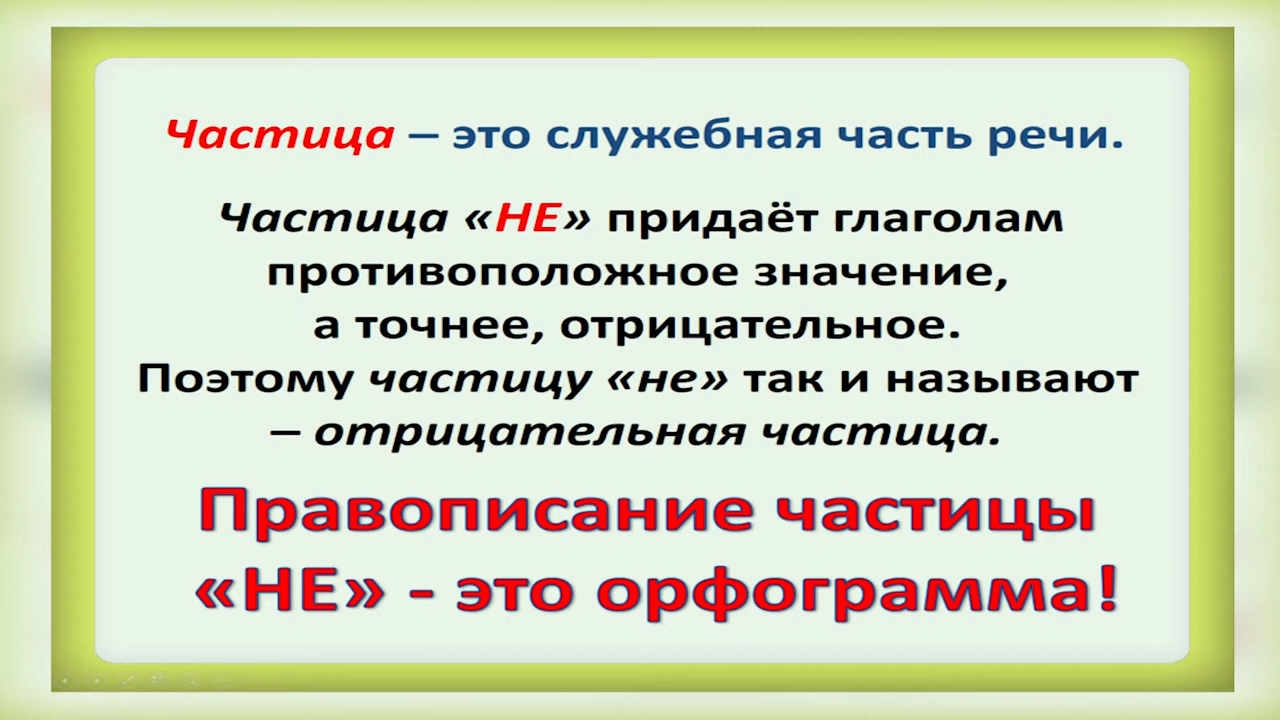 Частица – это служебная часть речи.
Частица «НЕ» придаёт глаголам
противоположное значение,
а точнее, отрицательное.
Поэтому частицу «не» так и называют
– отрицательная частица.
Правописание частицы
«НЕ» - это орфограмма!